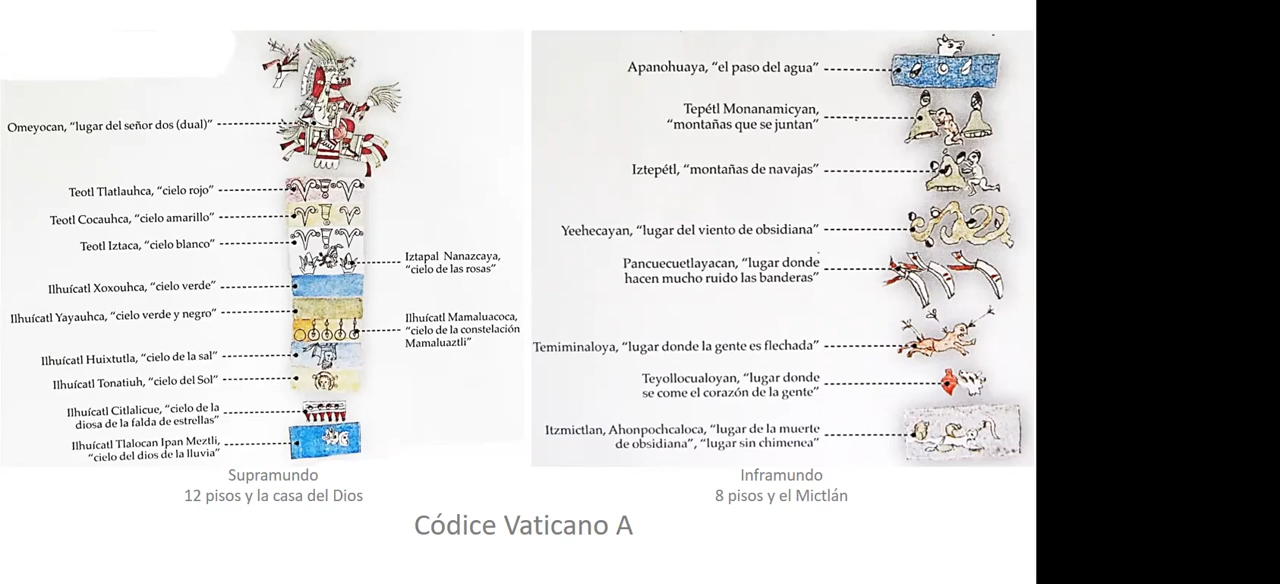 Omeyocan, “lugar del señor dos (dual)”
Teotl Tlatlauhca, “cielo rojo”
Teotl Cocauhca, “cielo amarillo”
Teotl Iztaca, “cielo blanco”
Iztapal Nanazcaya,
“cielo de las rosas”
Ilhuícatl Xoxouhca, “cielo verde”
Ilhuícatl Yayauhca, “cielo verde y negro”
Ilhuícatl Mamaluacoca,
“cielo de la constelación
Mamaluaztli”
Ilhuícatl Huixtutla, “cielo de la sal”
Ilhuícatl Tonatiuh, “cielo del Sol”
Ilhuícatl Citlalicue, “cielo de la
diosa de la falda de estrellas”
Ilhuícatl Tlalocan Ipan Meztli,
“cielo del dios de la lluvia”
Supramundo
12 pisos y la casa del Dios
Apanohuaya, “el paso del agua”
Tepétl Monanamicyan,
“montañas que se juntan”
Iztepétl, “montañas de navajas”
Yeehecayan, “lugar del viento de obsidiana”
Pancuecuetlayacan, “lugar donde
hacen mucho ruido las banderas”
Temiminaloya, “lugar donde la gente es flechada”
Teyollocualoyan, “lugar donde
se come el corazón de la gente”
Itzmictlan, Ahonpochcaloca, “lugar de la muerte
de obsidiana”, “lugar sin chimenea”
Inframundo
8 pisos y el Mictlán
Códice Vaticano A